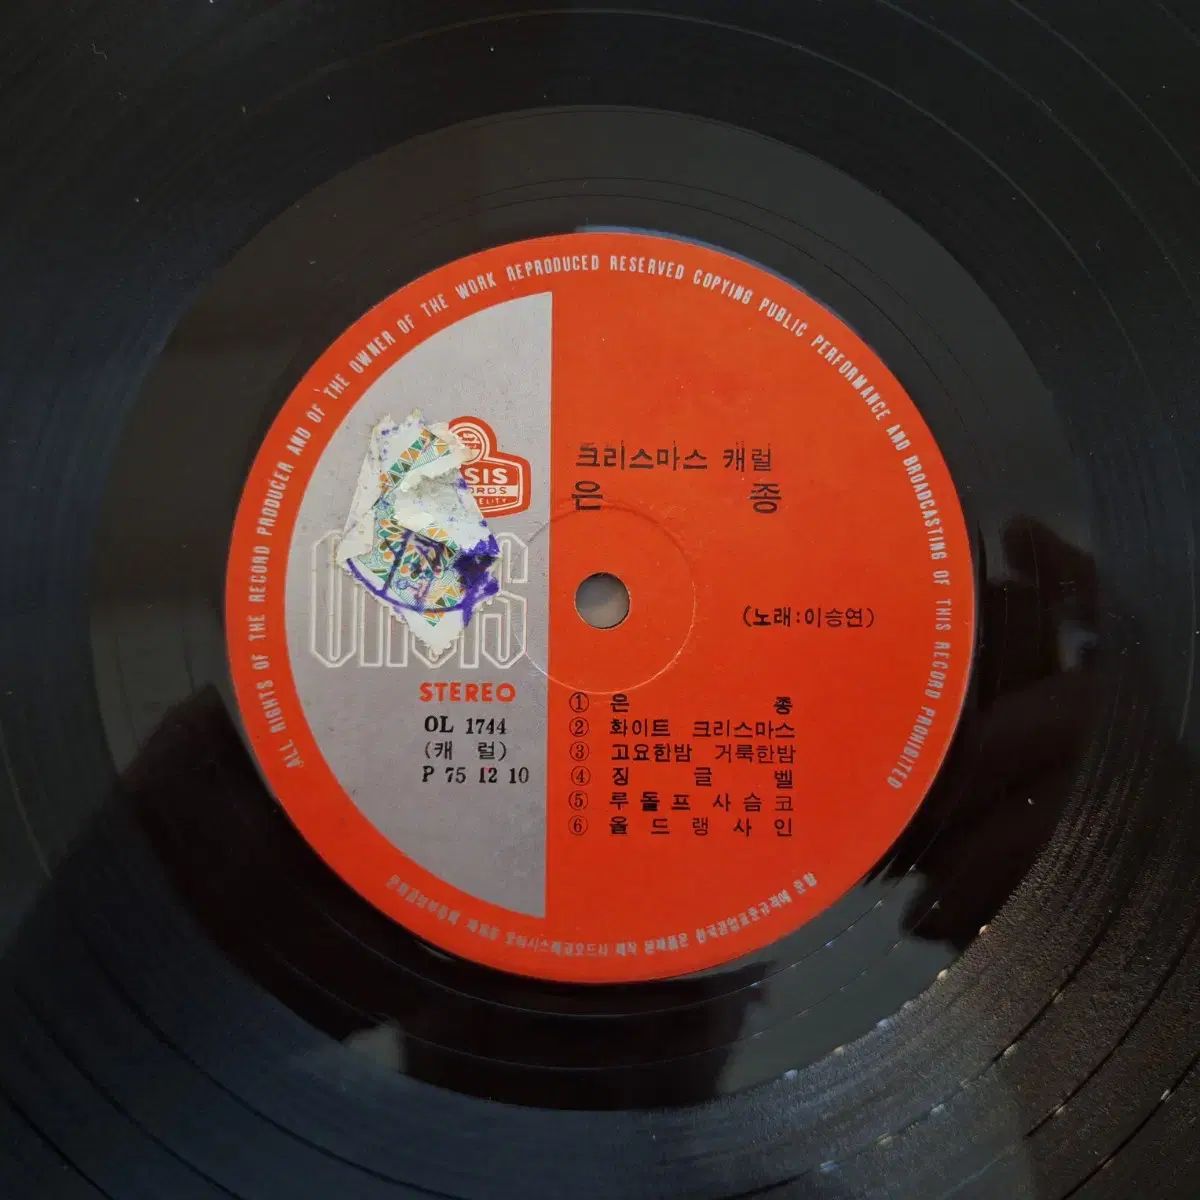 ALL RIGHTS OF THE RECORD PRODUCER AND OF THE OWNER OF THE WORK REPRODUCED RESERVED COPYING PUBLIC PERFORMANCE AND BROADCASTING OF THIS RECORD PROHIBITED
크리스마스 캐럴
은 종
(노래:이승연)
① 은 종
② 화이트 크리스마스
③ 고요한밤 거룩한밤
④ 징 글 벨
⑤ 루돌프 사슴코
⑥ 올드랭사인
STEREO
OL 1744
(캐 럴)
P 75 12 10